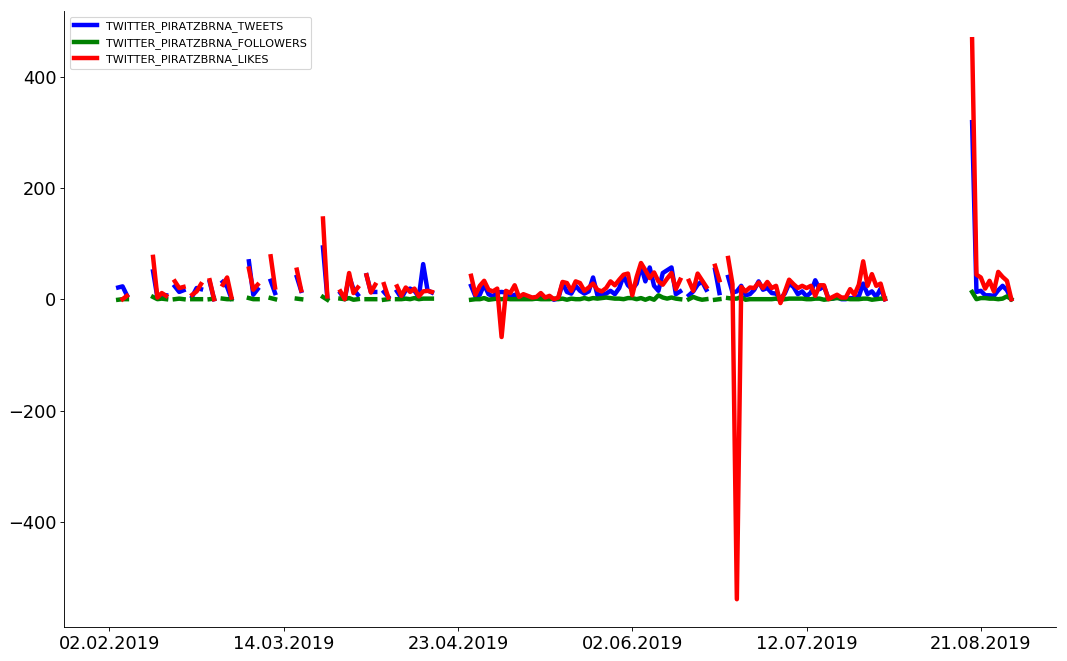 TWITTER_PIRATZBRNA_TWEETS
TWITTER_PIRATZBRNA_FOLLOWERS
TWITTER_PIRATZBRNA_LIKES
400
200
0
−200
−400
02.02.2019 14.03.2019 23.04.2019 02.06.2019 12.07.2019 21.08.2019